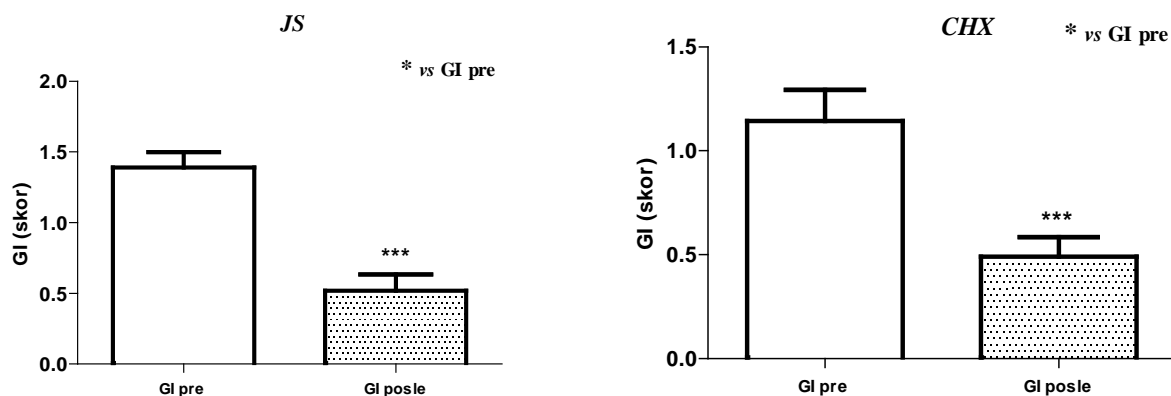 JS
* vs GI pre
2.0
1.5
1.0
0.5
0.0
GI (skor)
***
GI pre
GI posle
CHX
* vs GI pre
1.5
1.0
0.5
0.0
GI (skor)
***
GI pre
GI posle